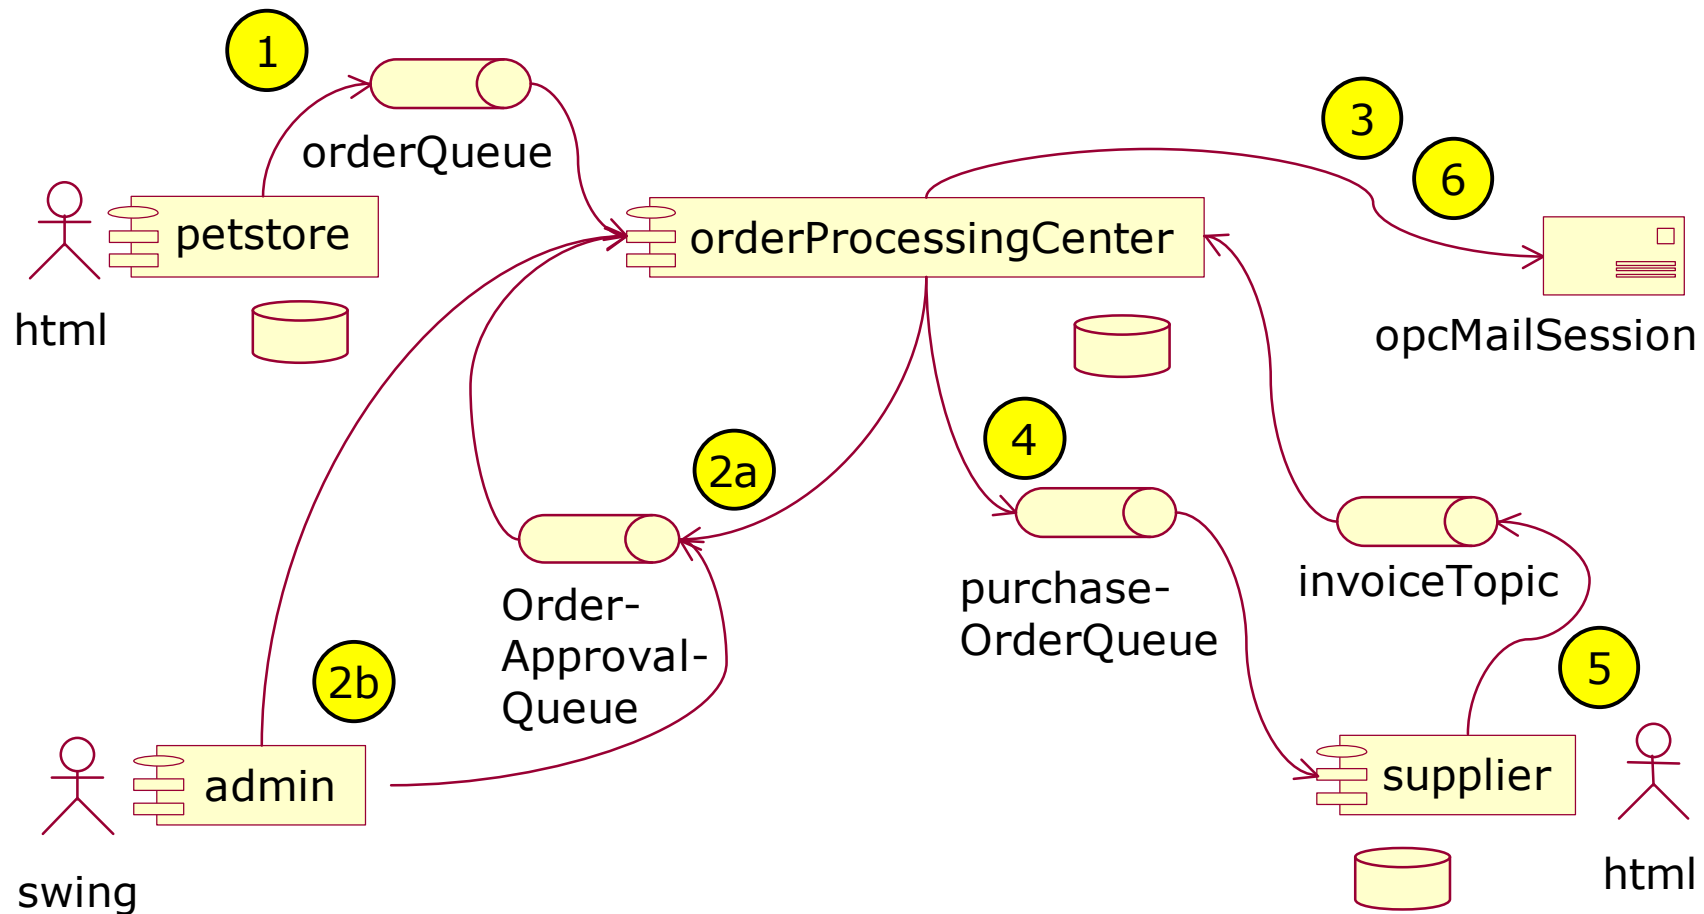 1
orderQueue
3
6
petstore
orderProcessingCenter
html
opcMailSession
2a
4
Order-
Approval-
Queue
purchase-
OrderQueue
invoiceTopic
2b
5
admin
supplier
swing
html